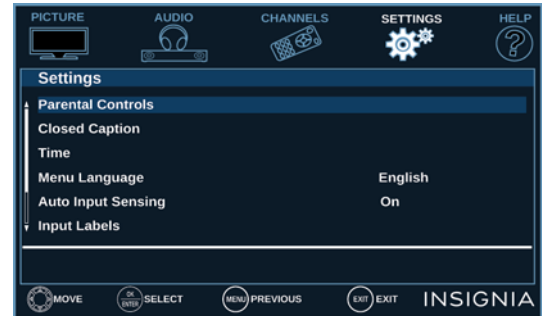 PICTURE AUDIO CHANNELS SETTINGS HELP
Settings
Parental Controls
Closed Caption
Time
Menu Language English
Auto Input Sensing On
Input Labels
MOVE OK ENTER SELECT MENU PREVIOUS EXIT EXIT INSIGNIA